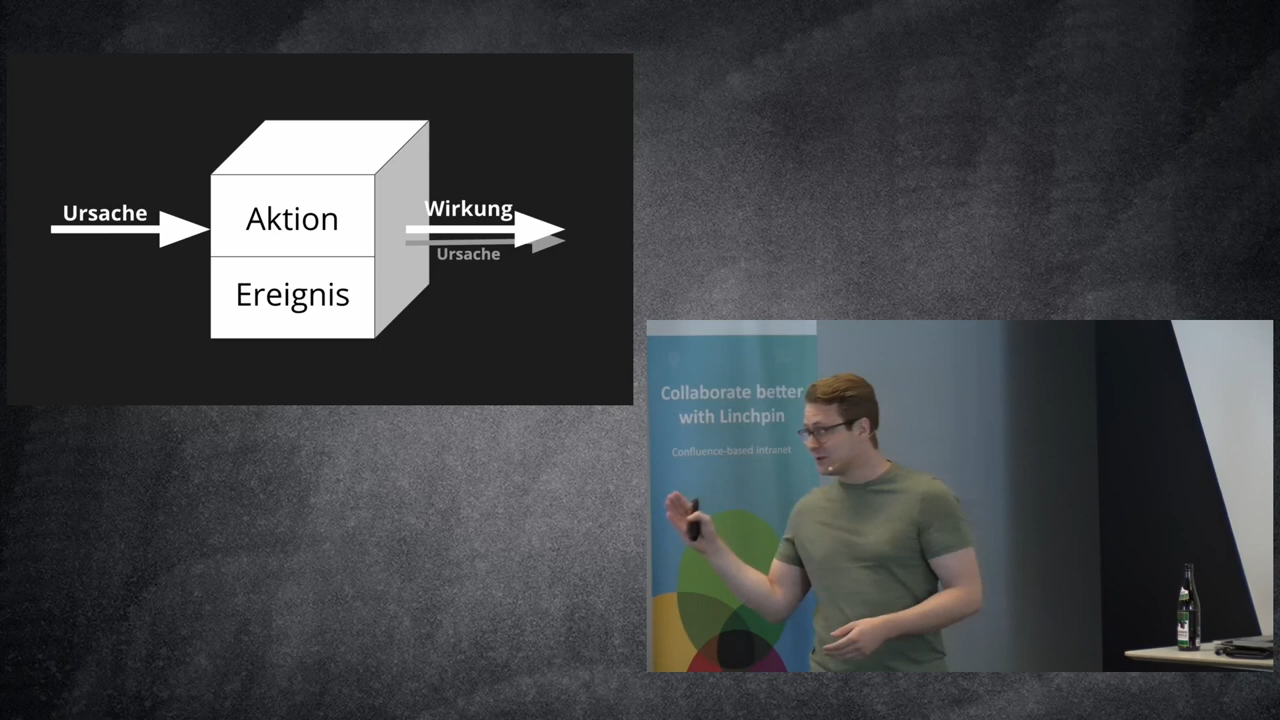 Ursache
Aktion
Ereignis
Wirkung
Ursache
Collaborate better
with Linchpin
Confluence-based intranet